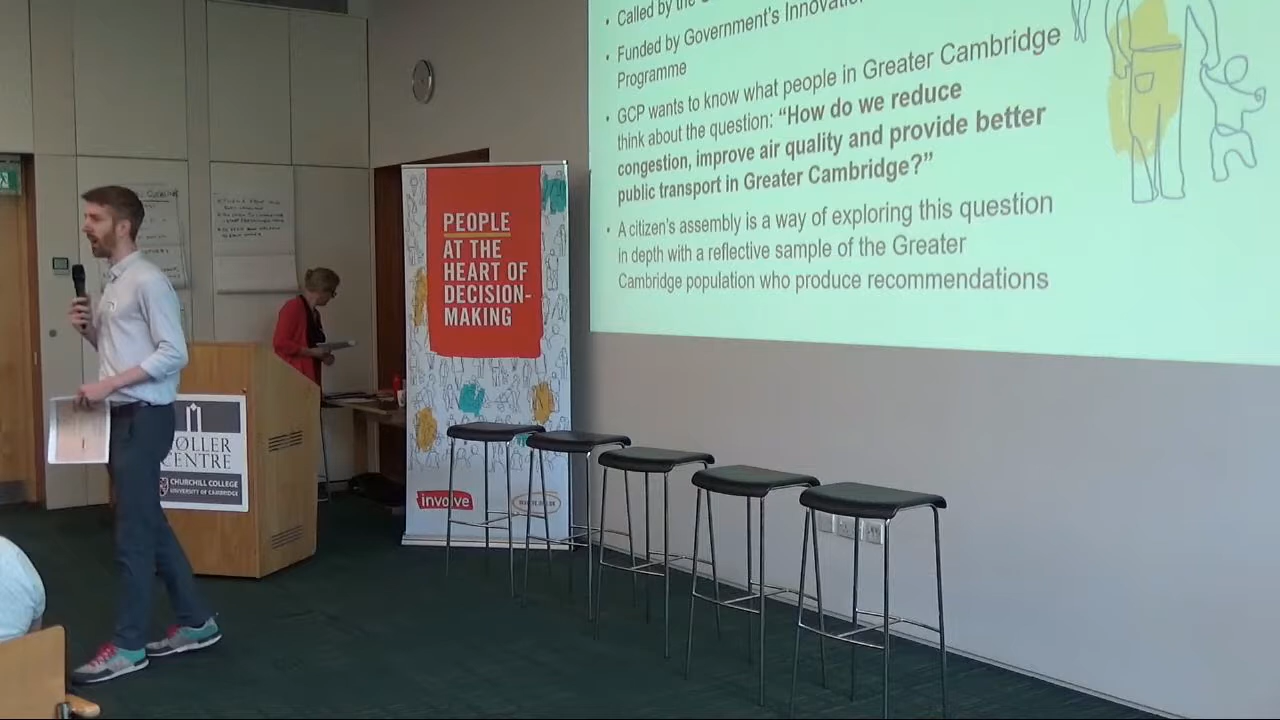 Called by the
Funded by Government's Innovation
Programme
GCP wants to know what people in Greater Cambridge
think about the question: “How do we reduce
congestion, improve air quality and provide better
public transport in Greater Cambridge?”
A citizen's assembly is a way of exploring this question
in depth with a reflective sample of the Greater
Cambridge population who produce recommendations
PEOPLE
AT THE
HEART OF
DECISION-
MAKING
involve
MØLLER
CENTRE
CHURCHILL COLLEGE
UNIVERSITY OF CAMBRIDGE